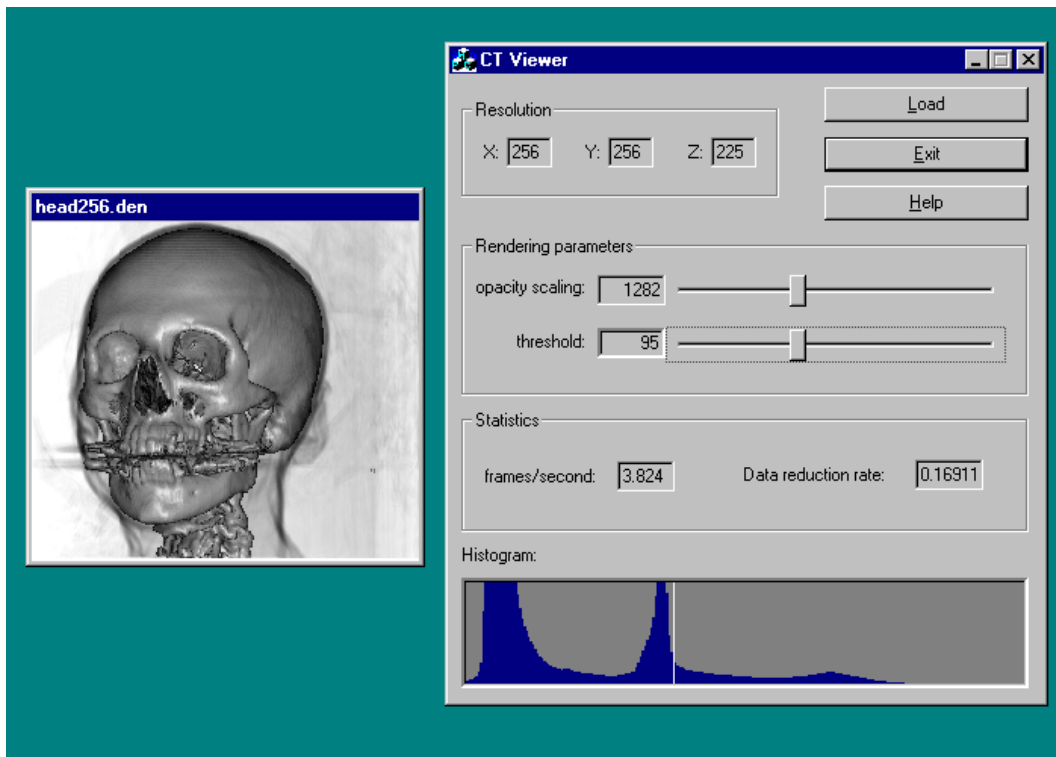 CT Viewer
Resolution
X: 256 Y: 256 Z: 225
Load
Exit
Help
head256.den
Rendering parameters
opacity scaling: 1282
threshold: 95
Statistics
frames/second: 3.824 Data reduction rate: 0.16911
Histogram: